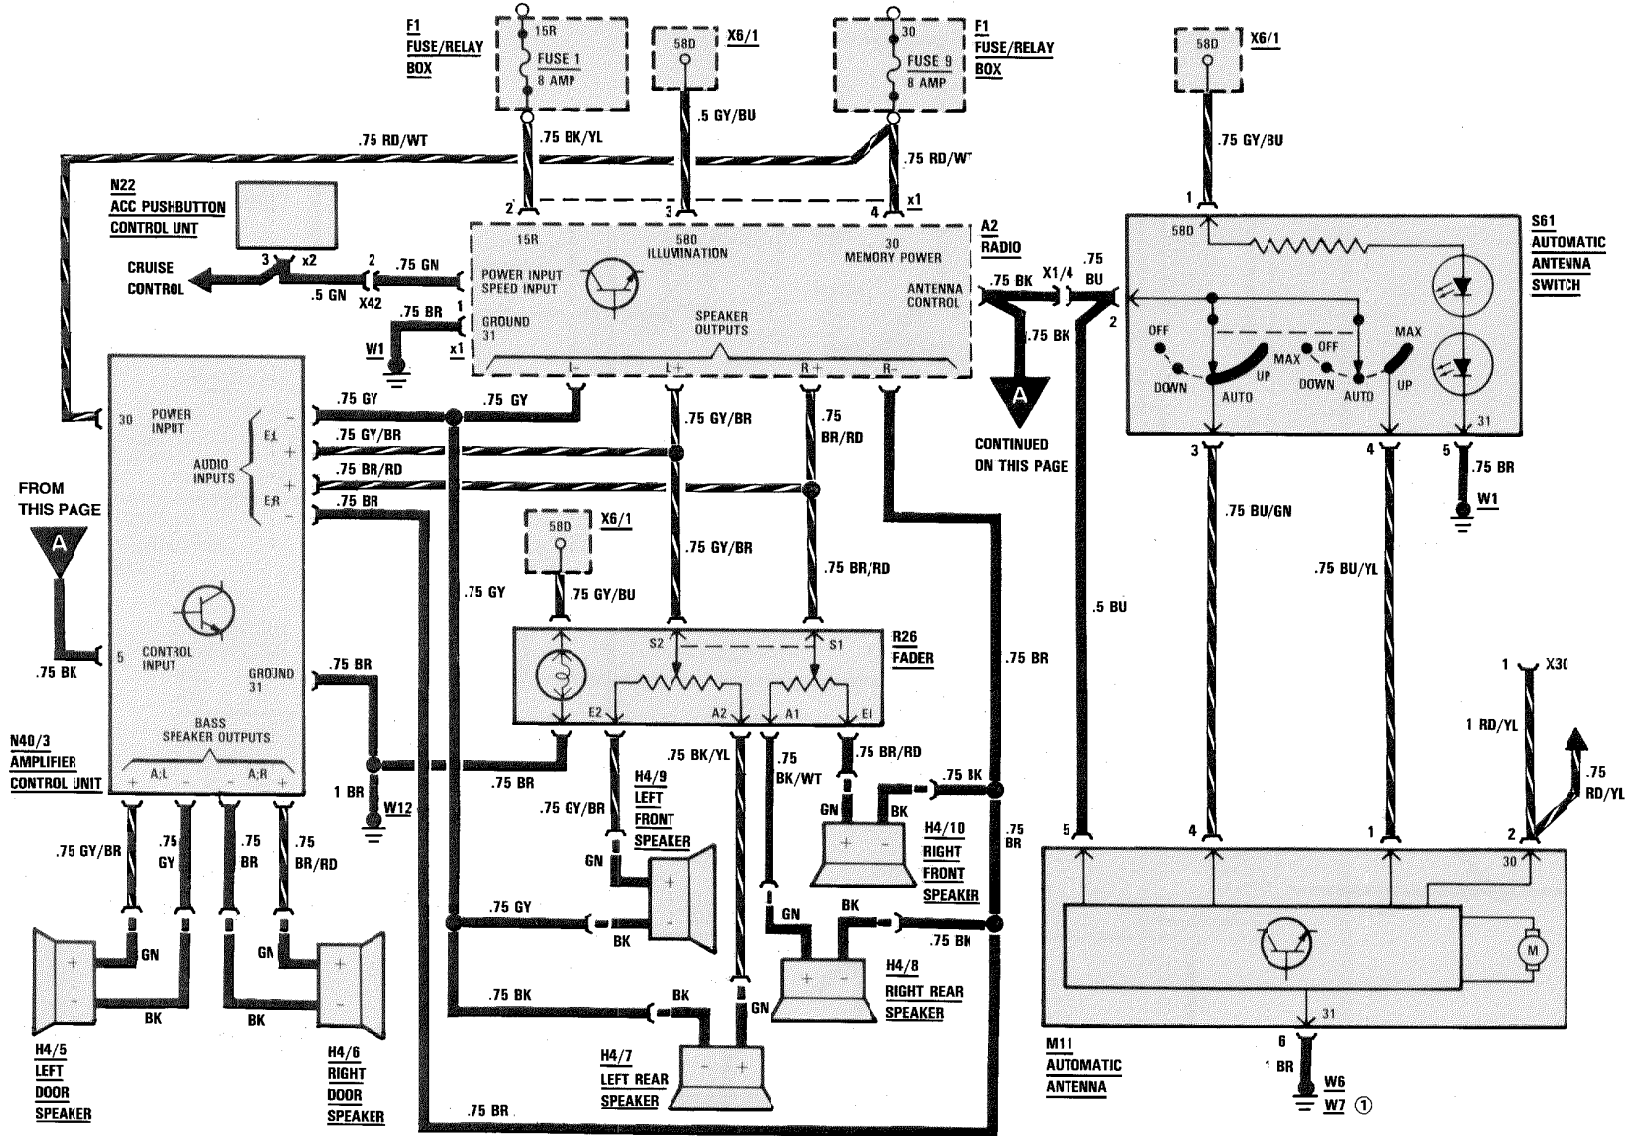 F1
FUSE/RELAY
BOX
15R
FUSE 1
8 AMP
58D
X6/1
30
FUSE 9
8 AMP
F1
FUSE/RELAY
BOX
58D
X6/1
.75 RD/WT
.75 BK/YL
.5 GY/BU
.75 RD/WT
.75 GY/BU
N22
ACC PUSHBUTTON
CONTROL UNIT
3
x2
CRUISE
CONTROL
2
.75 GN
.5 GN
X42
2
3
4
x1
15R
58D
ILLUMINATION
30
MEMORY POWER
A2
RADIO
POWER INPUT
SPEED INPUT
1
GROUND
31
x1
.75 BR
W1
ANTENNA
CONTROL
SPEAKER
OUTPUTS
L-
L+
R+
R-
.75 BK
X1/4
.75
BU
2
.75 BK
A
CONTINUED
ON THIS PAGE
1
58D
S61
AUTOMATIC
ANTENNA
SWITCH
OFF
DOWN
MAX
UP
AUTO
OFF
DOWN
MAX
UP
AUTO
31
3
4
5
.75 BR
W1
.75 BU/GN
.75 BU/YL
.5 BU
30
POWER
INPUT
AUDIO
INPUTS
EL
-
+
ER
+
-
.75 GY
.75 GY
.75 GY/BR
.75 BR/RD
.75 BR
.75 GY/BR
.75
BR/RD
FROM
THIS PAGE
A
5
CONTROL
INPUT
.75 BK
GROUND
31
.75 BR
BASS
SPEAKER OUTPUTS
A;L
A;R
+
-
-
+
N40/3
AMPLIFIER
CONTROL UNIT
1 BR
W12
.75 BR
58D
X6/1
.75 GY/BU
.75 GY
.75 GY/BR
.75 BR/RD
S2
S1
R26
FADER
E2
A2
A1
E1
.75 BK/YL
.75
BK/WT
.75 BR/RD
.75 BR
.75 GY/BR
H4/9
LEFT
FRONT
SPEAKER
GN
+
-
BK
.75 GY
.75 BK
GN
BK
+
-
H4/10
RIGHT
FRONT
SPEAKER
.75
BR
BK
GN
.75 BK
+
-
H4/8
RIGHT REAR
SPEAKER
.75 BK
BK
GN
-
+
H4/7
LEFT REAR
SPEAKER
.75 BR
.75 GY/BR
.75
GY
.75
BR
.75
BR/RD
GN
BK
+
-
H4/5
LEFT
DOOR
SPEAKER
GN
BK
+
-
H4/6
RIGHT
DOOR
SPEAKER
1
1 RD/YL
.75
RD/YL
5
4
1
2
30
M
31
M11
AUTOMATIC
ANTENNA
6
1 BR
W6
W7 ①